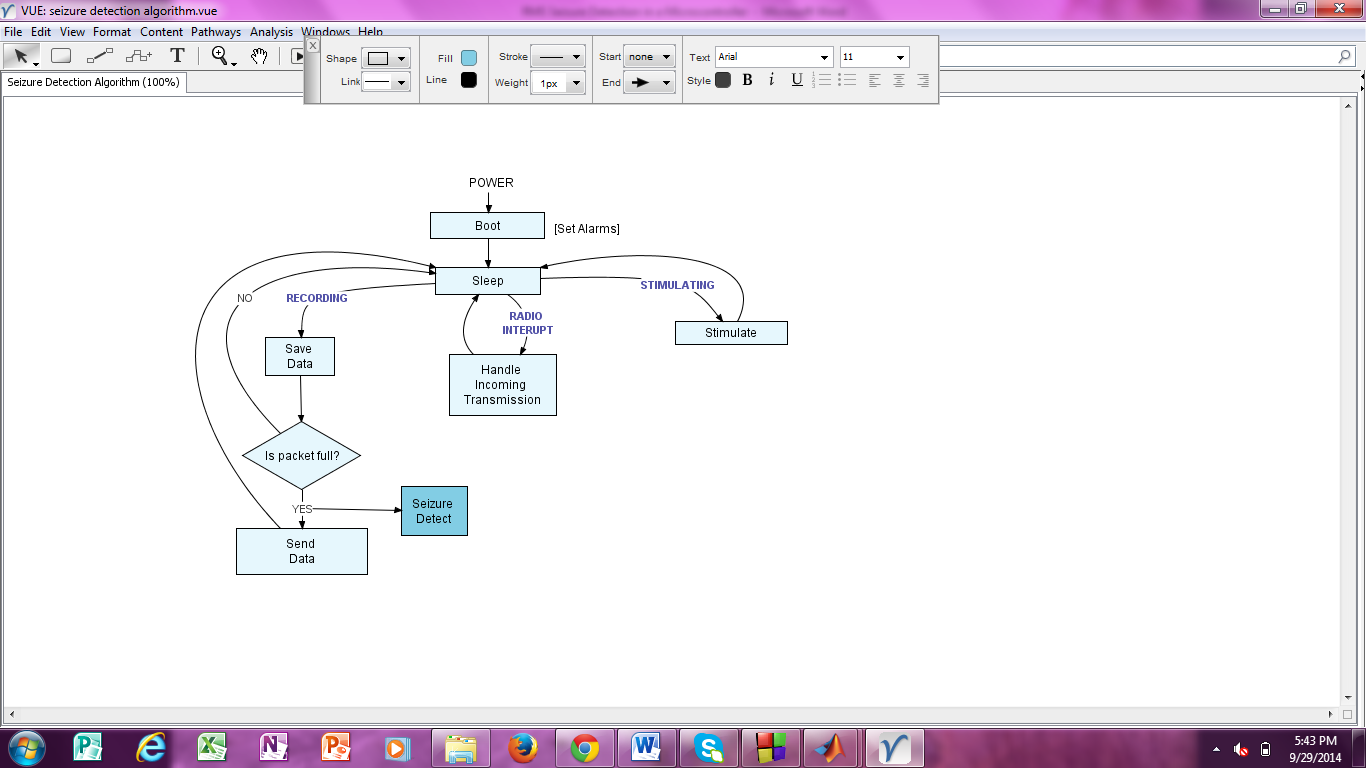 VUE: seizure detection algorithm.vue
File Edit View Format Content Pathways Analysis Windows Help
Shape
Link
Fill
Line
Stroke
Weight 1px
Start none
End
Text Arial 11
Style B i U
Seizure Detection Algorithm (100%)
POWER
Boot
[Set Alarms]
Sleep
NO
RECORDING
RADIO
INTERUPT
STIMULATING
Stimulate
Save
Data
Handle
Incoming
Transmission
Is packet full?
YES
Seizure
Detect
Send
Data
5:43 PM
9/29/2014